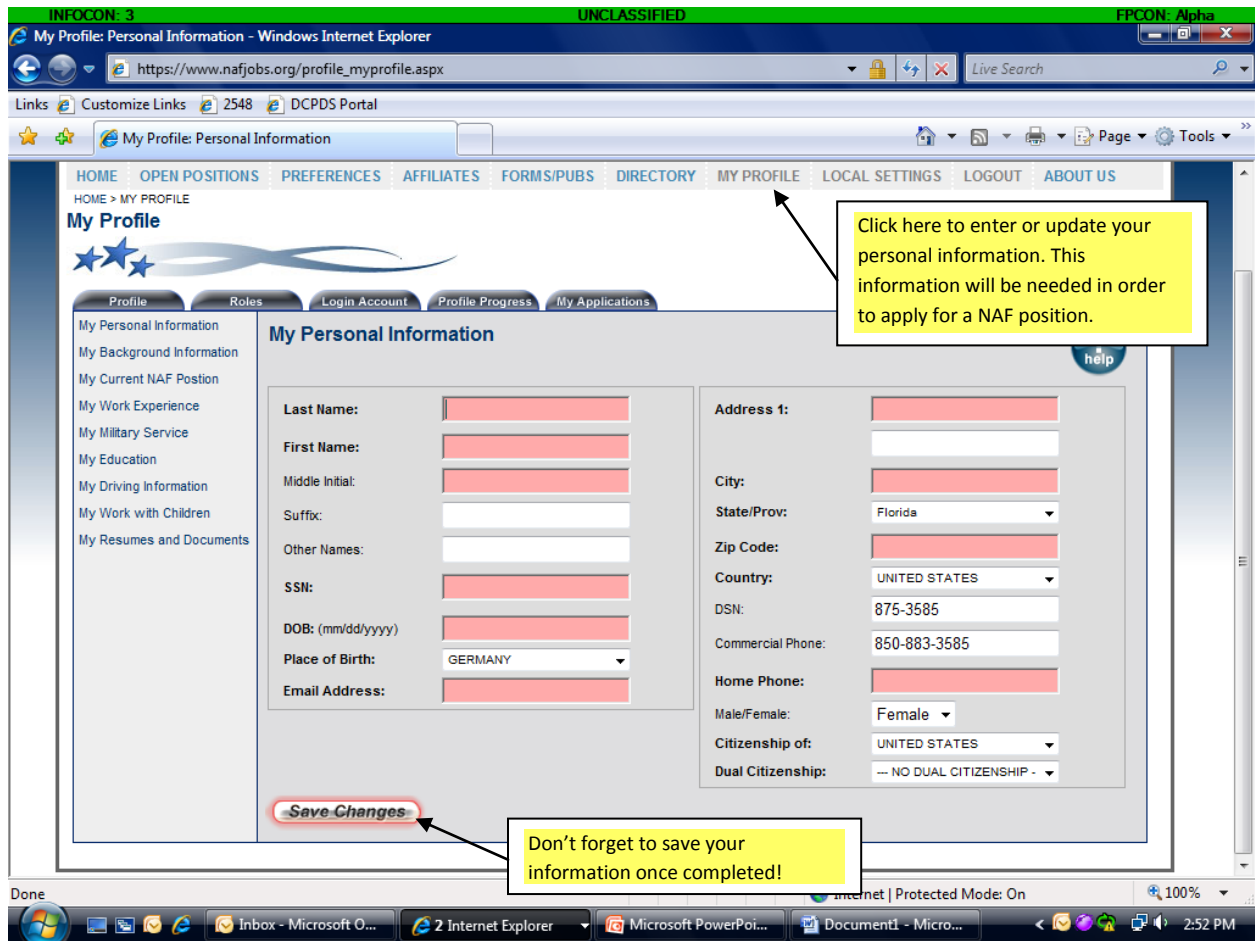 INFOCON: 3 UNCLASSIFIED FPCON: Alpha
My Profile: Personal Information - Windows Internet Explorer
https://www.nafjobs.org/profile_myprofile.aspx Live Search
Links Customize Links 2548 DCPDS Portal
My Profile: Personal Information Page Tools
HOME OPEN POSITIONS PREFERENCES AFFILIATES FORMS/PUBS DIRECTORY MY PROFILE LOCAL SETTINGS LOGOUT ABOUT US
HOME > MY PROFILE
My Profile
Click here to enter or update your
personal information. This
information will be needed in order
to apply for a NAF position.
Profile Roles Login Account Profile Progress My Applications
help
My Personal Information
My Background Information
My Current NAF Postion
My Work Experience
My Military Service
My Education
My Driving Information
My Work with Children
My Resumes and Documents
My Personal Information
Last Name:
First Name:
Middle Initial:
Suffix:
Other Names:
SSN:
DOB: (mm/dd/yyyy)
Place of Birth: GERMANY
Email Address:
Address 1:
City:
State/Prov: Florida
Zip Code:
Country: UNITED STATES
DSN: 875-3585
Commercial Phone: 850-883-3585
Home Phone:
Male/Female: Female
Citizenship of: UNITED STATES
Dual Citizenship: --- NO DUAL CITIZENSHIP -
Save Changes
Don't forget to save your
information once completed!
Done Internet | Protected Mode: On 100%
Inbox - Microsoft O... 2 Internet Explorer Microsoft PowerPoi... Document1 - Micro... 2:52 PM